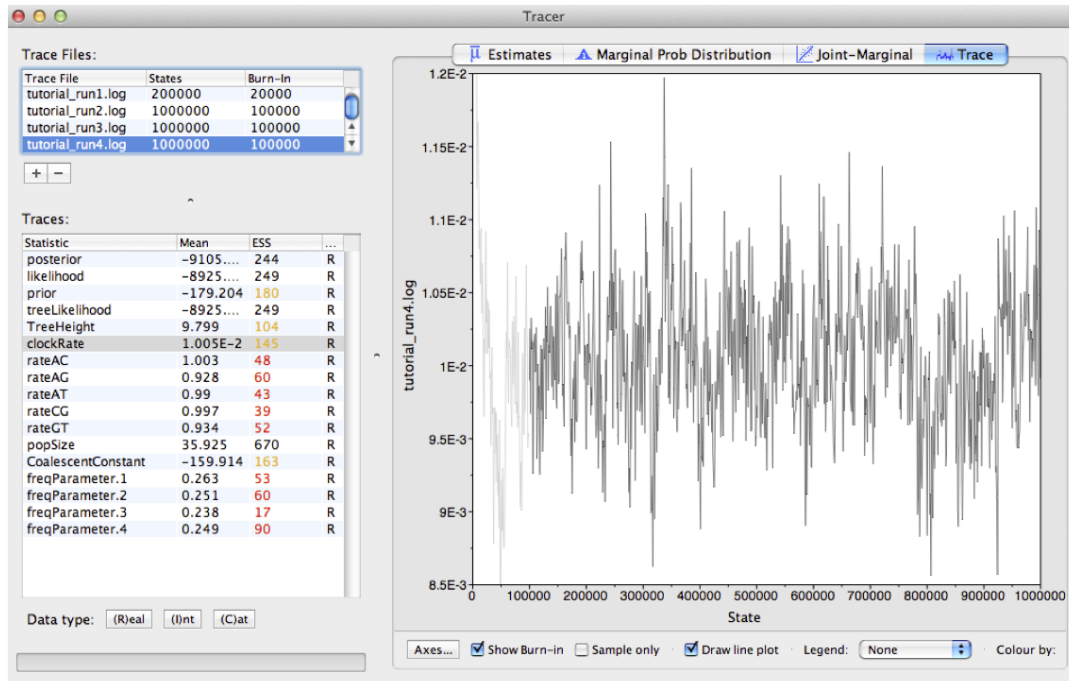 Tracer
Trace Files:
Trace File States Burn-In
tutorial_run1.log 200000 20000
tutorial_run2.log 1000000 100000
tutorial_run3.log 1000000 100000
tutorial_run4.log 1000000 100000
+ −
Traces:
Statistic Mean ESS ...
posterior -9105.... 244 R
likelihood -8925.... 249 R
prior -179.204 180 R
treeLikelihood -8925.... 249 R
TreeHeight 9.799 104 R
clockRate 1.005E-2 145 R
rateAC 1.003 48 R
rateAG 0.928 60 R
rateAT 0.99 43 R
rateCG 0.997 39 R
rateGT 0.934 52 R
popSize 35.925 670 R
CoalescentConstant -159.914 163 R
freqParameter.1 0.263 53 R
freqParameter.2 0.251 60 R
freqParameter.3 0.238 17 R
freqParameter.4 0.249 90 R
Data type: (R)eal (I)nt (C)at
μ Estimates Marginal Prob Distribution Joint-Marginal Trace
1.2E-2
1.15E-2
1.1E-2
1.05E-2
1E-2
9.5E-3
9E-3
8.5E-3
tutorial_run4.log
0 100000 200000 300000 400000 500000 600000 700000 800000 900000 1000000
State
Axes... Show Burn-in Sample only Draw line plot Legend: None Colour by: